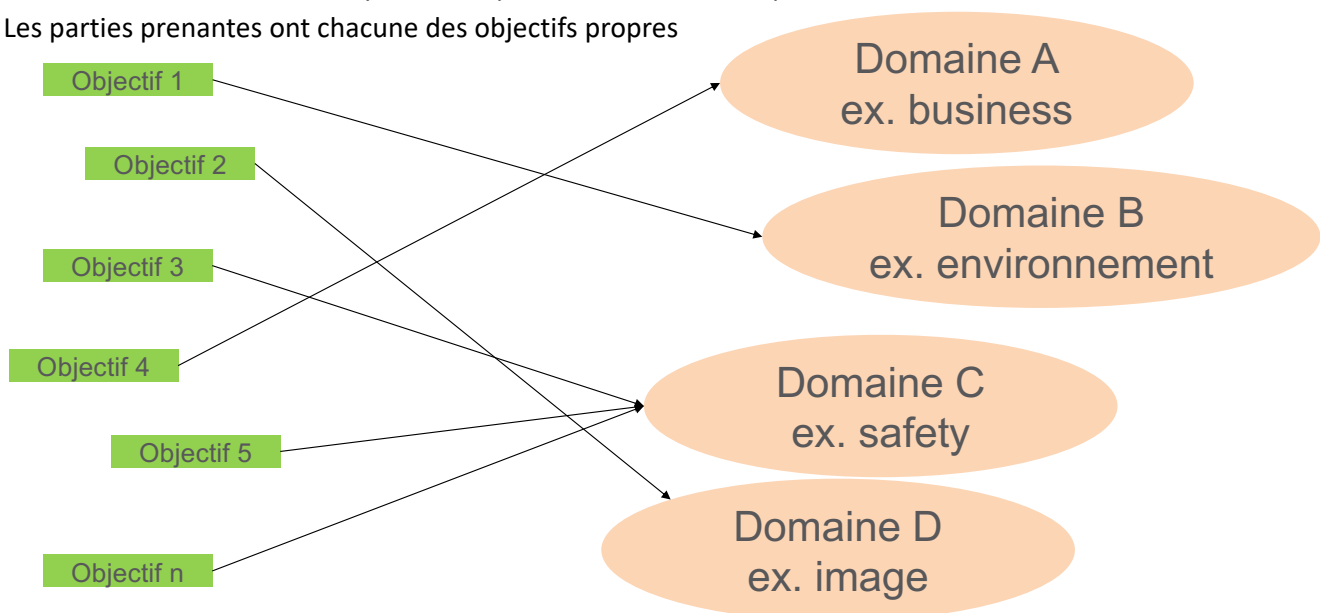 Les parties prenantes ont chacune des objectifs propres
Objectif 1
Objectif 2
Objectif 3
Objectif 4
Objectif 5
Objectif n
Domaine A
ex. business
Domaine B
ex. environnement
Domaine C
ex. safety
Domaine D
ex. image